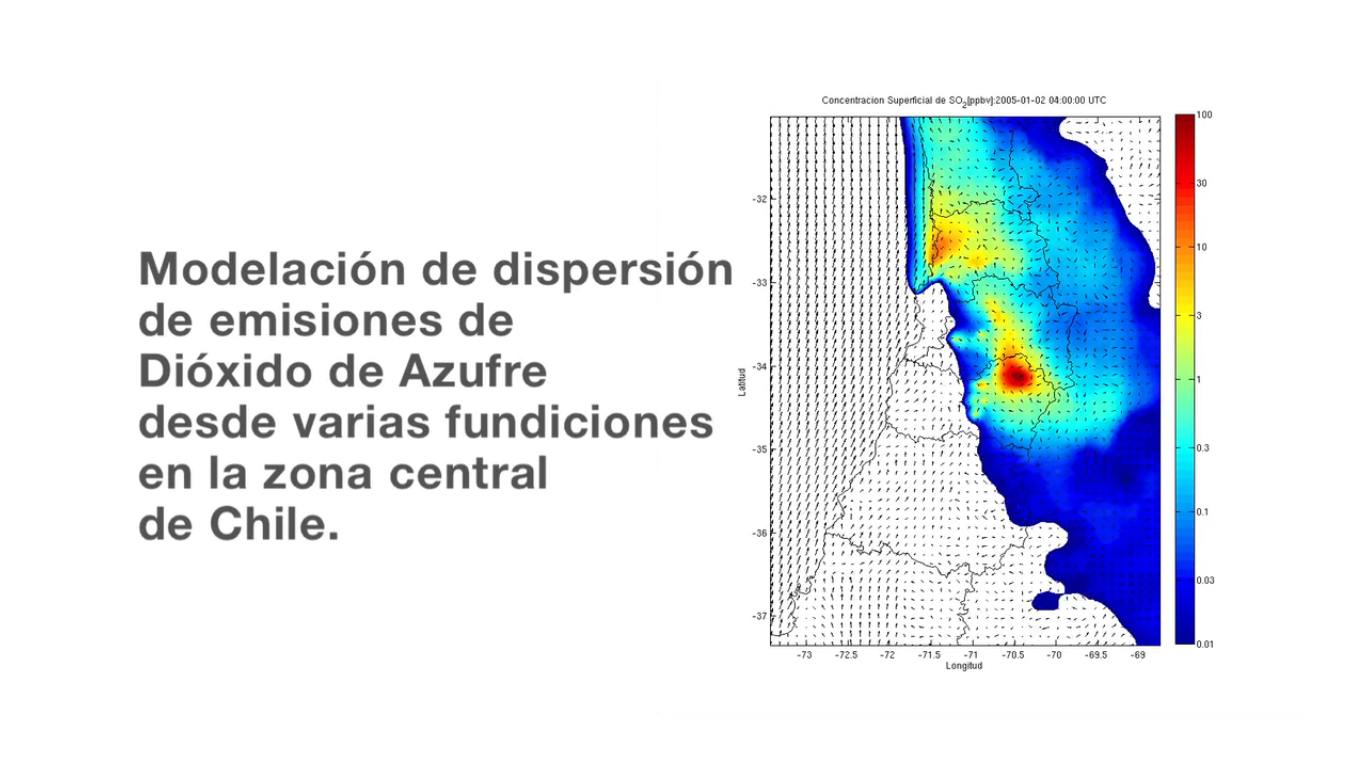 Modelación de dispersión
de emisiones de
Dióxido de Azufre
desde varias fundiciones
en la zona central
de Chile.
Concentracion Superficial de SO2[ppbv]:2005-01-02 04:00:00 UTC
Latitud
-32
-33
-34
-35
-36
-37
-73
-72.5
-72
-71.5
-71
-70.5
-70
-69.5
-69
Longitud
100
30
10
3
1
0.3
0.1
0.03
0.01